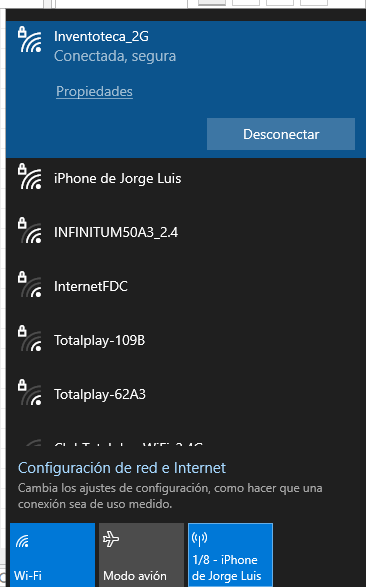 Inventoteca_2G
Conectada, segura
Propiedades
Desconectar
iPhone de Jorge Luis
INFINITUM50A3_2.4
InternetFDC
Totalplay-109B
Totalplay-62A3
Configuración de red e Internet
Cambia los ajustes de configuración, como hacer que una
conexión sea de uso medido.
Wi-Fi
Modo avión
1/8 - iPhone
de Jorge Luis